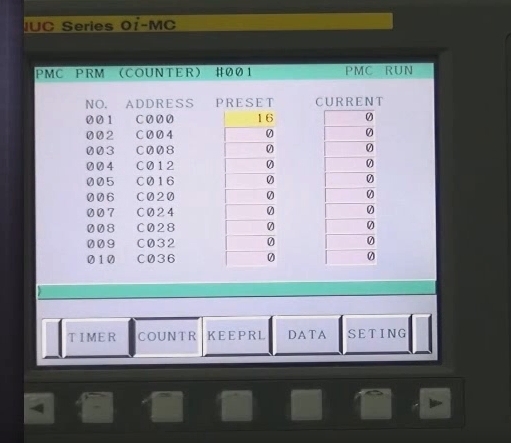 NUC Series 0i-MC
PMC PRM (COUNTER) #001 PMC RUN
NO. ADDRESS PRESET CURRENT
001 C000 16 0
002 C004 0 0
003 C008 0 0
004 C012 0 0
005 C016 0 0
006 C020 0 0
007 C024 0 0
008 C028 0 0
009 C032 0 0
010 C036 0 0
)
TIMER COUNTR KEEPRL DATA SETING